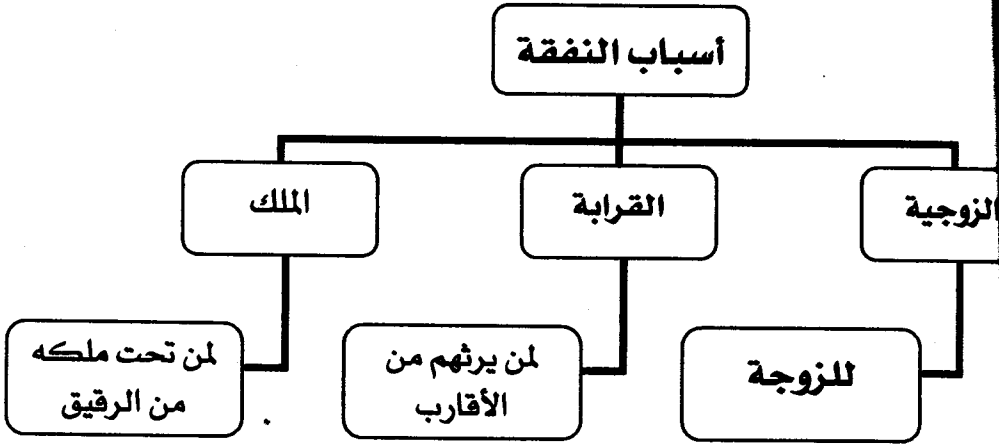 أسباب النفقة
الزوجية
القرابة
الملك
للزوجة
لمن يرثهم من
الأقارب
لمن تحت ملكه
من الرقيق